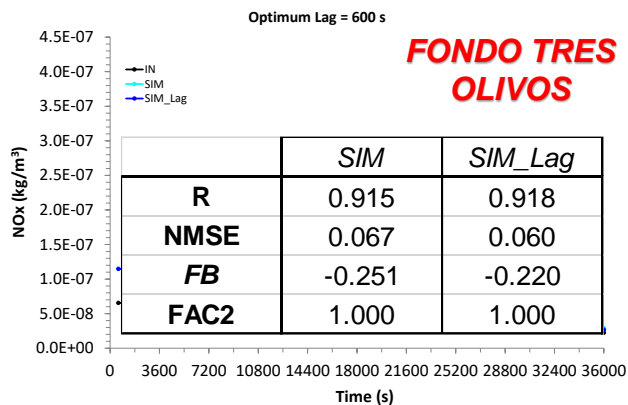 Optimum Lag = 600 s
FONDO TRES
OLIVOS
4.5E-07
4.0E-07
3.5E-07
3.0E-07
2.5E-07
2.0E-07
1.5E-07
1.0E-07
5.0E-08
0.0E+00
NOx (kg/m³)
IN
SIM
SIM_Lag
SIM SIM_Lag
R 0.915 0.918
NMSE 0.067 0.060
FB -0.251 -0.220
FAC2 1.000 1.000
0 3600 7200 10800 14400 18000 21600 25200 28800 32400 36000
Time (s)